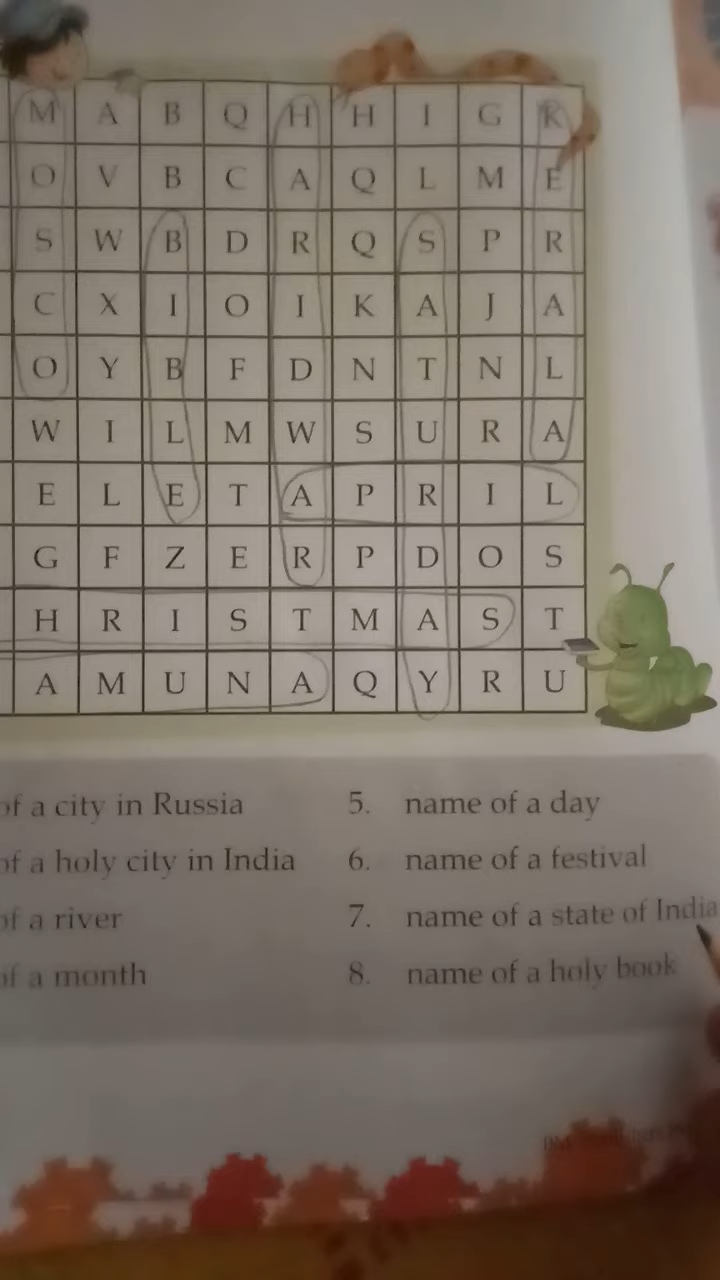 M A B Q H H I G K
O V B C A Q L M E
S W B D R Q S P R
C X I O I K A J A
O Y B F D N T N L
W I L M W S U R A
E L E T A P R I L
G F Z E R P D O S
H R I S T M A S T
A M U N A Q Y R U
of a city in Russia
of a holy city in India
of a river
of a month
5. name of a day
6. name of a festival
7. name of a state of India
8. name of a holy book